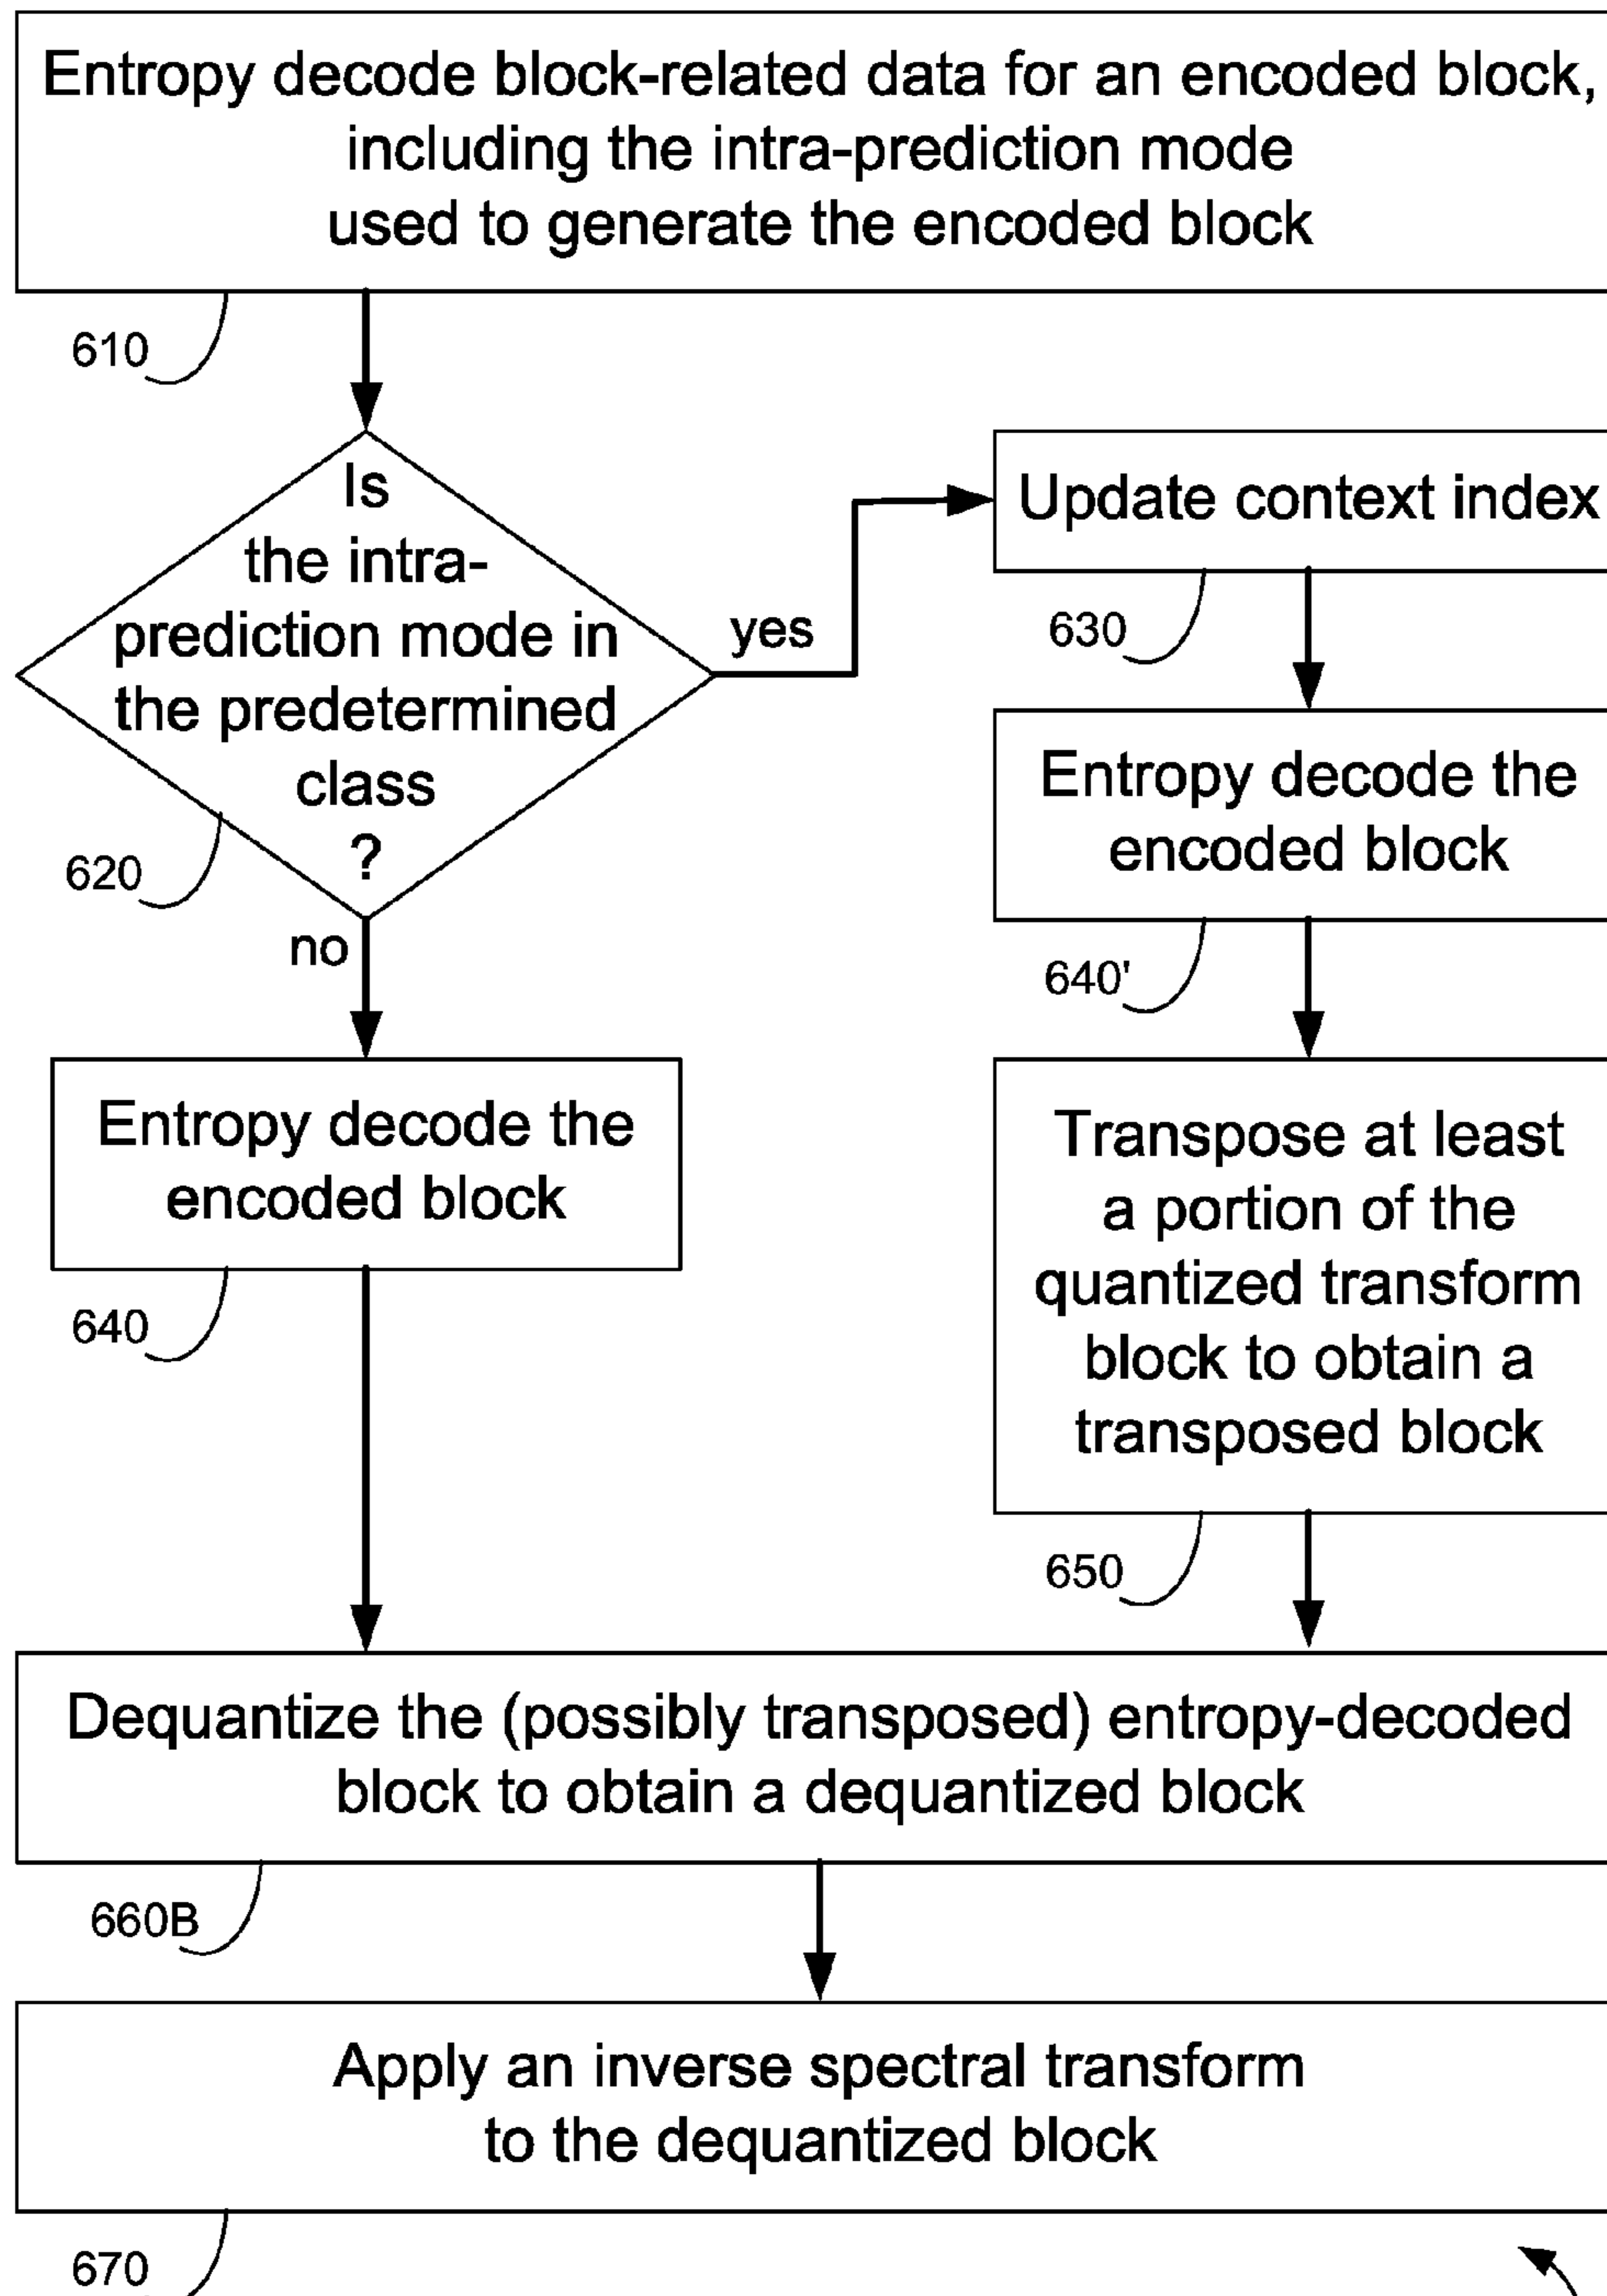 Entropy decode block-related data for an encoded block,
including the intra-prediction mode
used to generate the encoded block
610
Is
the intra-
prediction mode in
the predetermined
class
?
620
yes
no
Update context index
630
Entropy decode the
encoded block
640'
Entropy decode the
encoded block
640
Transpose at least
a portion of the
quantized transform
block to obtain a
transposed block
650
Dequantize the (possibly transposed) entropy-decoded
block to obtain a dequantized block
660B
Apply an inverse spectral transform
to the dequantized block
670